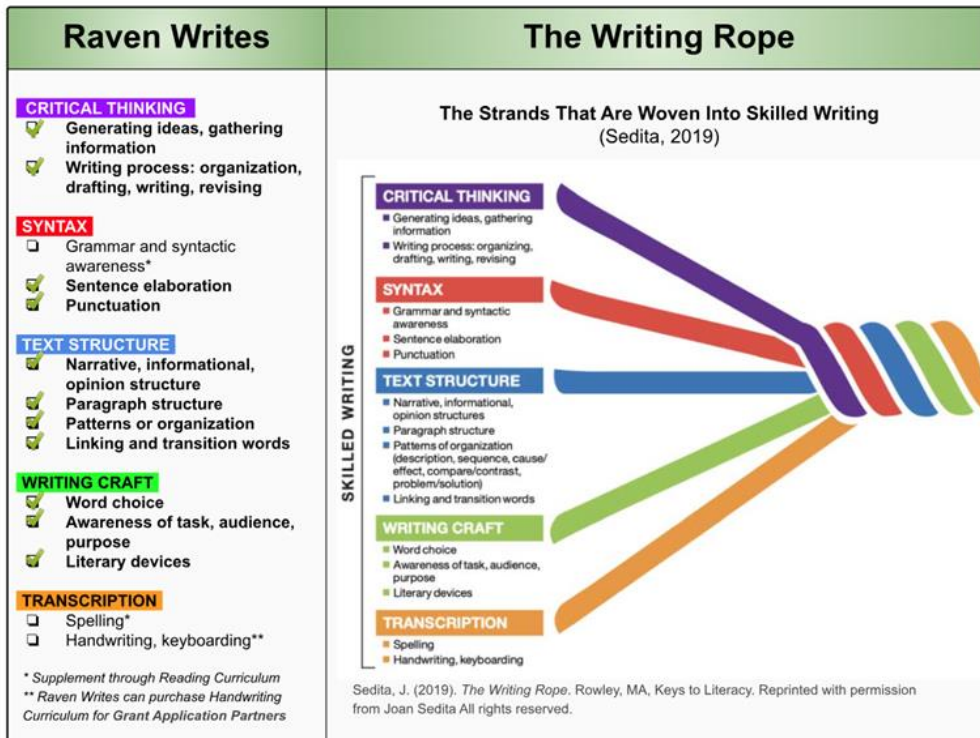 Raven Writes
CRITICAL THINKING
Generating ideas, gathering
information
Writing process: organization,
drafting, writing, revising
SYNTAX
Grammar and syntactic
awareness*
Sentence elaboration
Punctuation
TEXT STRUCTURE
Narrative, informational,
opinion structure
Paragraph structure
Patterns or organization
Linking and transition words
WRITING CRAFT
Word choice
Awareness of task, audience,
purpose
Literary devices
TRANSCRIPTION
Spelling*
Handwriting, keyboarding**
* Supplement through Reading Curriculum
** Raven Writes can purchase Handwriting
Curriculum for Grant Application Partners
The Writing Rope
The Strands That Are Woven Into Skilled Writing
(Sedita, 2019)
SKILLED WRITING
CRITICAL THINKING
Generating ideas, gathering
information
Writing process: organizing,
drafting, writing, revising
SYNTAX
Grammar and syntactic
awareness
Sentence elaboration
Punctuation
TEXT STRUCTURE
Narrative, informational,
opinion structures
Paragraph structure
Patterns of organization
(description, sequence, cause/
effect, compare/contrast,
problem/solution)
Linking and transition words
WRITING CRAFT
Word choice
Awareness of task, audience,
purpose
Literary devices
TRANSCRIPTION
Spelling
Handwriting, keyboarding
Sedita, J. (2019). The Writing Rope. Rowley, MA, Keys to Literacy. Reprinted with permission
from Joan Sedita All rights reserved.